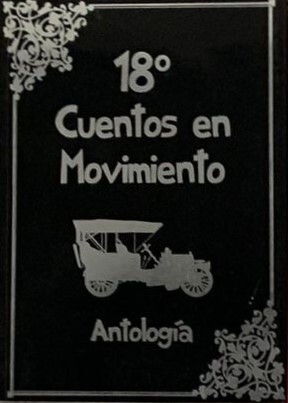 18º
Cuentos en
Movimiento
Antología